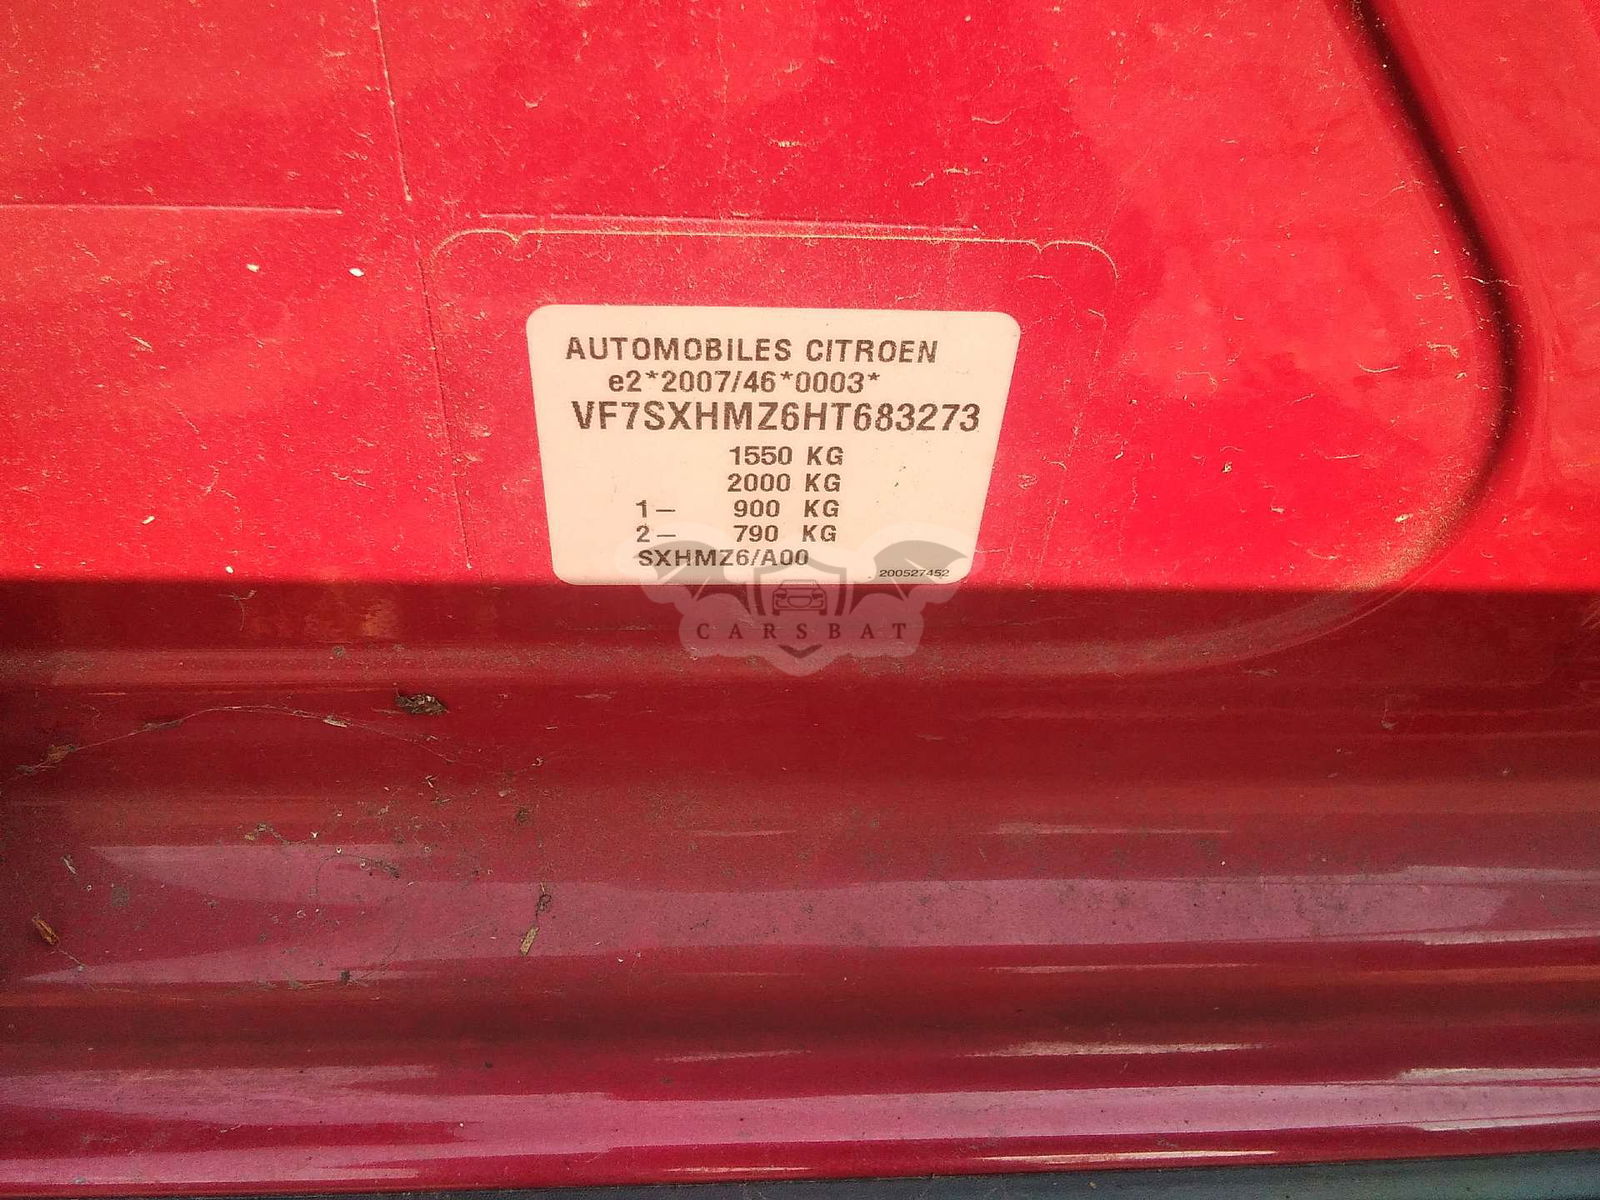 AUTOMOBILES CITROEN
e2*2007/46*0003*
VF7SXHMZ6HT683273
1550 KG
2000 KG
1– 900 KG
2– 790 KG
SXHMZ6/A00
200527452
CARSBAT